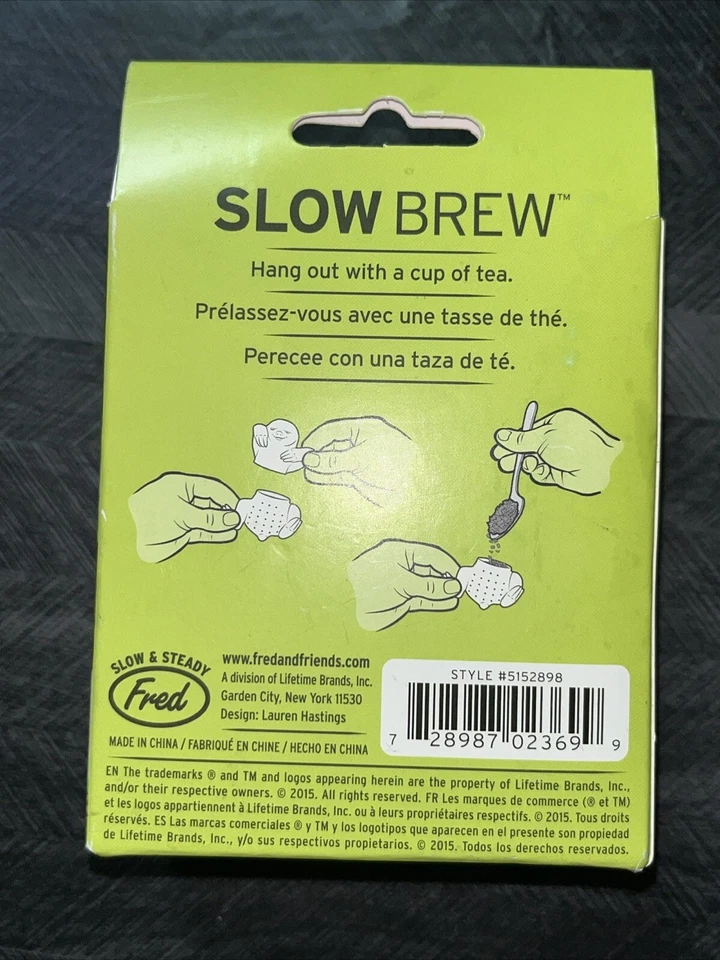 SLOW BREW™
Hang out with a cup of tea.
Prélassez-vous avec une tasse de thé.
Perecee con una taza de té.
SLOW & STEADY
Fred
www.fredandfriends.com
A division of Lifetime Brands, Inc.
Garden City, New York 11530
Design: Lauren Hastings
MADE IN CHINA / FABRIQUÉ EN CHINE / HECHO EN CHINA
STYLE #5152898
7 28987 02369 9
EN The trademarks ® and TM and logos appearing herein are the property of Lifetime Brands, Inc.,
and/or their respective owners. © 2015. All rights reserved. FR Les marques de commerce (® et TM)
et les logos appartiennent à Lifetime Brands, Inc. ou à leurs propriétaires respectifs. © 2015. Tous droits
réservés. ES Las marcas comerciales ® y TM y los logotipos que aparecen en el presente son propiedad
de Lifetime Brands, Inc., y/o sus respectivos propietarios. © 2015. Todos los derechos reservados.